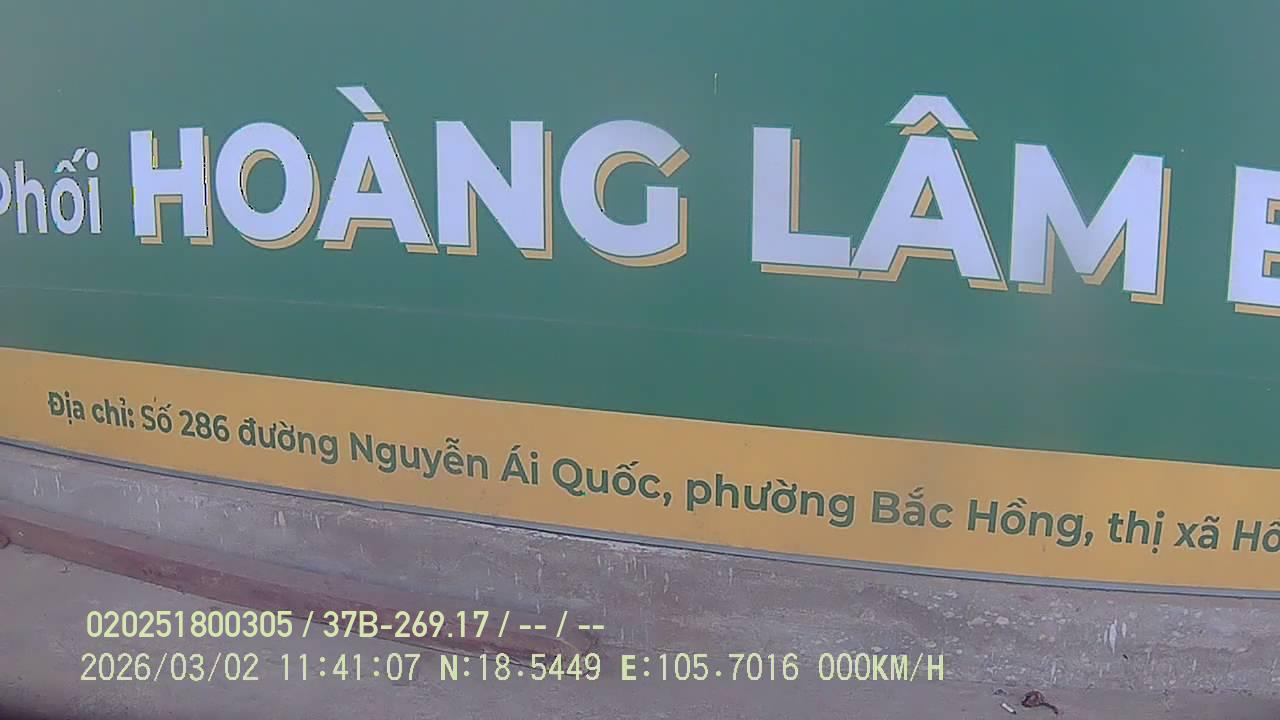 Phối HOÀNG LÂM
Địa chỉ: Số 286 đường Nguyễn Ái Quốc, phường Bắc Hồng, thị xã Hồ
020251800305 / 37B-269.17 / -- / --
2026/03/02 11:41:07 N:18.5449 E:105.7016 000KM/H